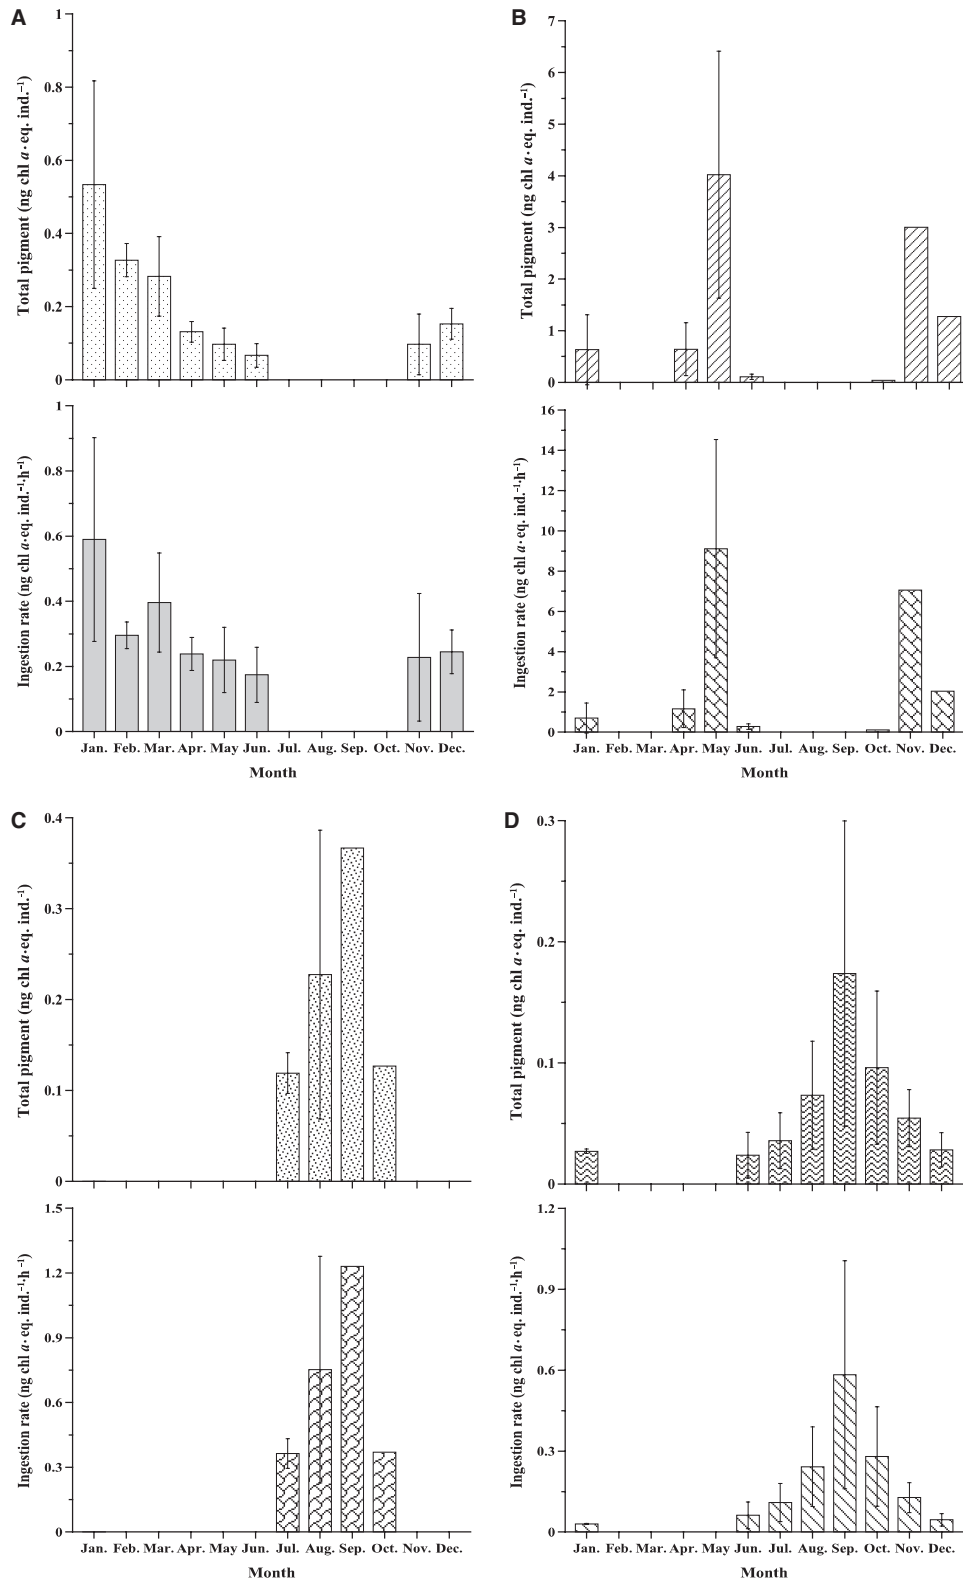 A
Total pigment (ng chl a·eq. ind.⁻¹)
1
0.8
0.6
0.4
0.2
0
Ingestion rate (ng chl a·eq. ind.⁻¹·h⁻¹)
1
0.8
0.6
0.4
0.2
0
Jan. Feb. Mar. Apr. May Jun. Jul. Aug. Sep. Oct. Nov. Dec.
Month
B
Total pigment (ng chl a·eq. ind.⁻¹)
7
6
5
4
3
2
1
0
Ingestion rate (ng chl a·eq. ind.⁻¹·h⁻¹)
16
14
12
10
8
6
4
2
0
Jan. Feb. Mar. Apr. May Jun. Jul. Aug. Sep. Oct. Nov. Dec.
Month
C
Total pigment (ng chl a·eq. ind.⁻¹)
0.4
0.3
0.2
0.1
0
Ingestion rate (ng chl a·eq. ind.⁻¹·h⁻¹)
1.5
1.2
0.9
0.6
0.3
0
Jan. Feb. Mar. Apr. May Jun. Jul. Aug. Sep. Oct. Nov. Dec.
Month
D
Total pigment (ng chl a·eq. ind.⁻¹)
0.3
0.2
0.1
0
Ingestion rate (ng chl a·eq. ind.⁻¹·h⁻¹)
1.2
0.9
0.6
0.3
0
Jan. Feb. Mar. Apr. May Jun. Jul. Aug. Sep. Oct. Nov. Dec.
Month